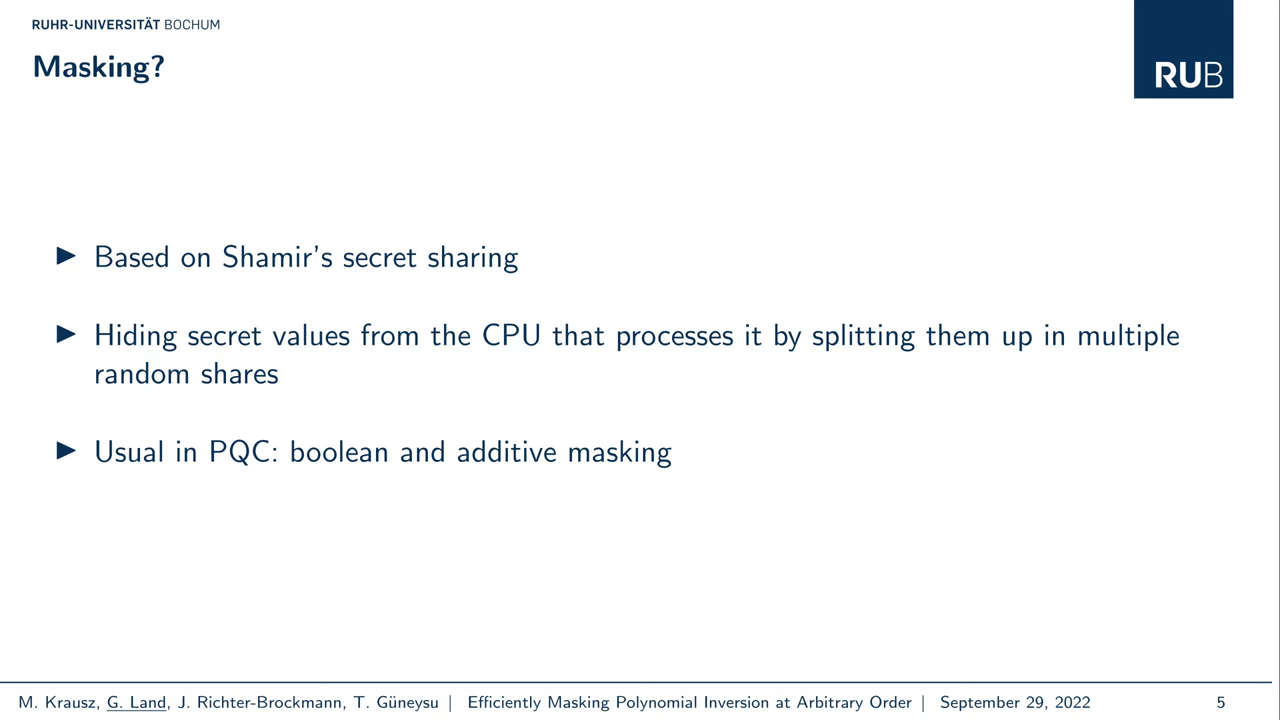 RUHR-UNIVERSITÄT BOCHUM
Masking?
RUB
▶ Based on Shamir's secret sharing
▶ Hiding secret values from the CPU that processes it by splitting them up in multiple
random shares
▶ Usual in PQC: boolean and additive masking
M. Krausz, G. Land, J. Richter-Brockmann, T. Güneysu | Efficiently Masking Polynomial Inversion at Arbitrary Order | September 29, 2022 5